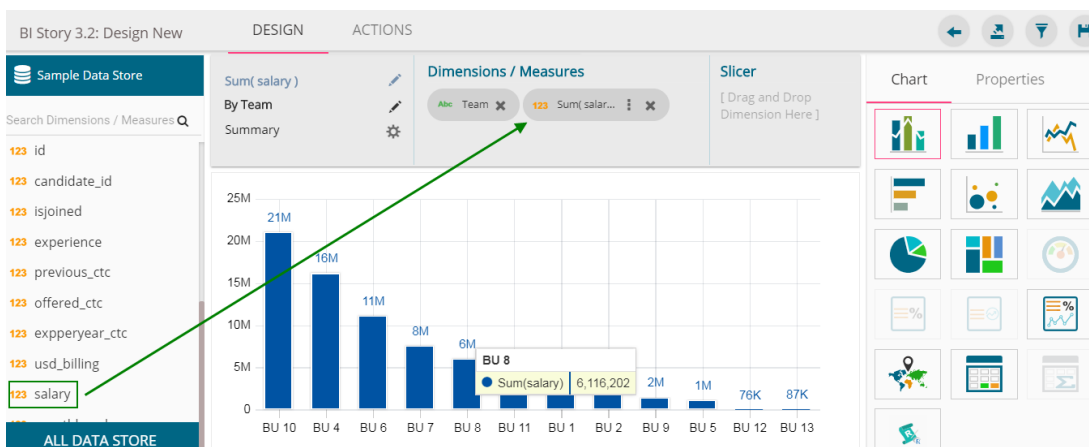 BI Story 3.2: Design New
DESIGN
ACTIONS
Sample Data Store
Search Dimensions / Measures
123 id
123 candidate_id
123 isjoined
123 experience
123 previous_ctc
123 offered_ctc
123 expperyear_ctc
123 usd_billing
123 salary
ALL DATA STORE
Sum( salary )
By Team
Summary
Dimensions / Measures
Abc Team
123 Sum( salar...
Slicer
[ Drag and Drop
Dimension Here ]
25M
20M
15M
10M
5M
0
21M
16M
11M
8M
6M
2M
1M
76K
87K
BU 8
Sum(salary) 6,116,202
BU 10 BU 4 BU 6 BU 7 BU 8 BU 11 BU 1 BU 2 BU 9 BU 5 BU 12 BU 13
Chart
Properties